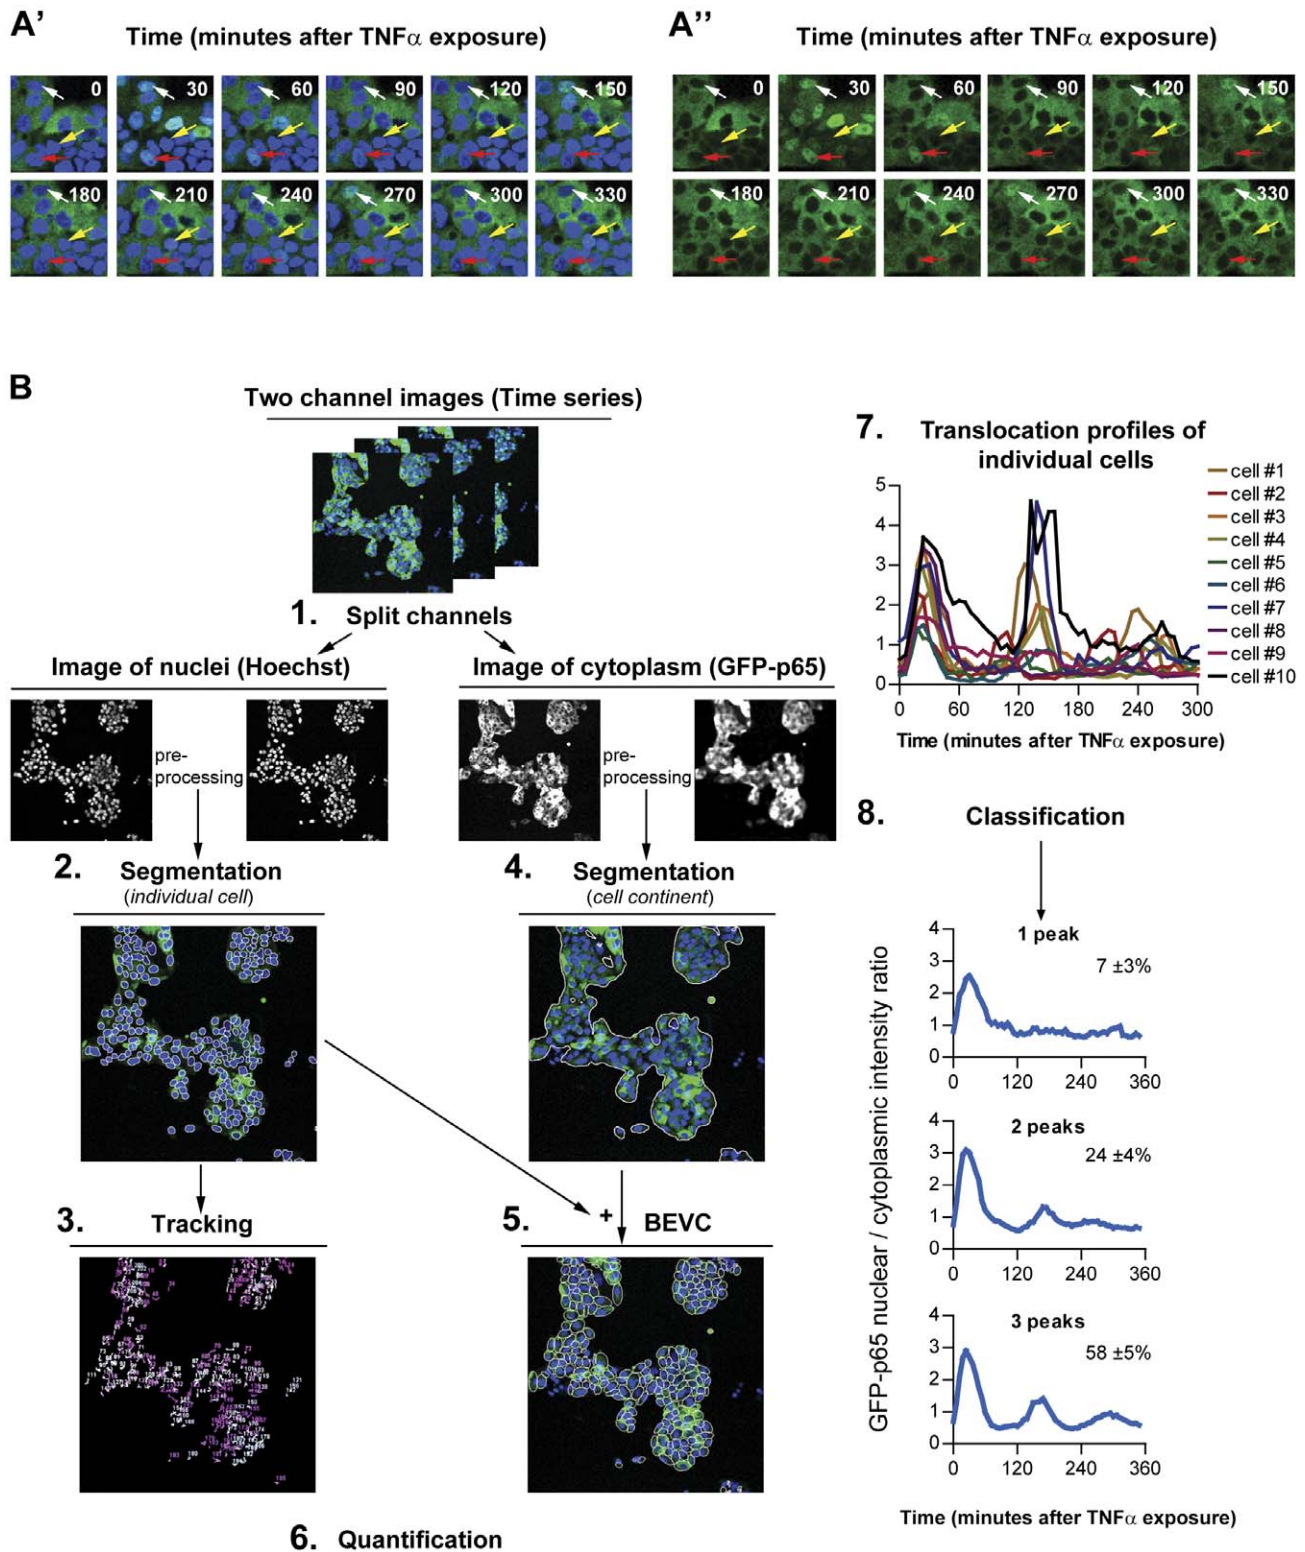 A’ Time (minutes after TNFα exposure)
0 30 60 90 120 150
180 210 240 270 300 330
A’’ Time (minutes after TNFα exposure)
0 30 60 90 120 150
180 210 240 270 300 330
B
Two channel images (Time series)
1. Split channels
Image of nuclei (Hoechst)
pre-
processing
Image of cytoplasm (GFP-p65)
pre-
processing
2. Segmentation
(individual cell)
4. Segmentation
(cell continent)
3. Tracking
+
5. BEVC
6. Quantification
7. Translocation profiles of
individual cells
5
4
3
2
1
0
0 60 120 180 240 300
Time (minutes after TNFα exposure)
cell #1
cell #2
cell #3
cell #4
cell #5
cell #6
cell #7
cell #8
cell #9
cell #10
8. Classification
GFP-p65 nuclear / cytoplasmic intensity ratio
1 peak
7 ±3%
4
3
2
1
0
0 120 240 360
2 peaks
24 ±4%
4
3
2
1
0
0 120 240 360
3 peaks
58 ±5%
4
3
2
1
0
0 120 240 360
Time (minutes after TNFα exposure)